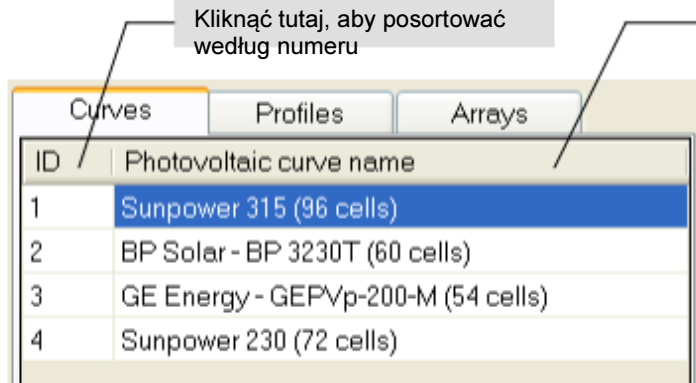 Kliknąć tutaj, aby posortować
według numeru
Curves Profiles Arrays
ID Photovoltaic curve name
1 Sunpower 315 (96 cells)
2 BP Solar - BP 3230T (60 cells)
3 GE Energy - GEPVp-200-M (54 cells)
4 Sunpower 230 (72 cells)